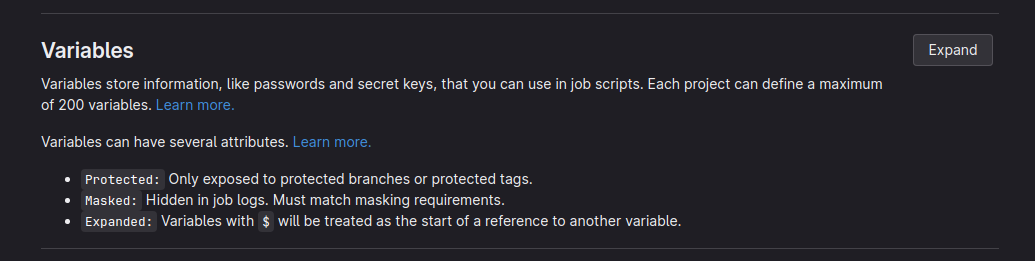 Variables
Expand
Variables store information, like passwords and secret keys, that you can use in job scripts. Each project can define a maximum
of 200 variables. Learn more.
Variables can have several attributes. Learn more.
• Protected: Only exposed to protected branches or protected tags.
• Masked: Hidden in job logs. Must match masking requirements.
• Expanded: Variables with $ will be treated as the start of a reference to another variable.